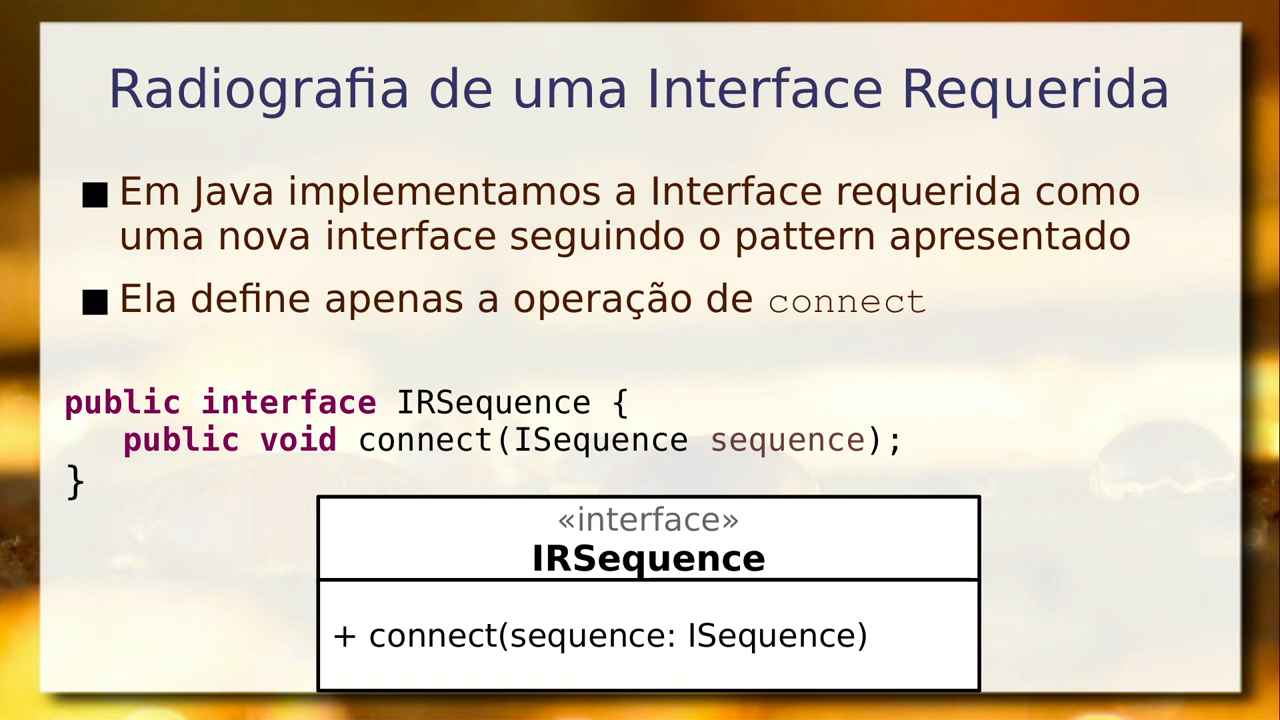 Radiografia de uma Interface Requerida
■ Em Java implementamos a Interface requerida como
uma nova interface seguindo o pattern apresentado
■ Ela define apenas a operação de connect
public interface IRSequence {
   public void connect(ISequence sequence);
}
«interface»
IRSequence
+ connect(sequence: ISequence)